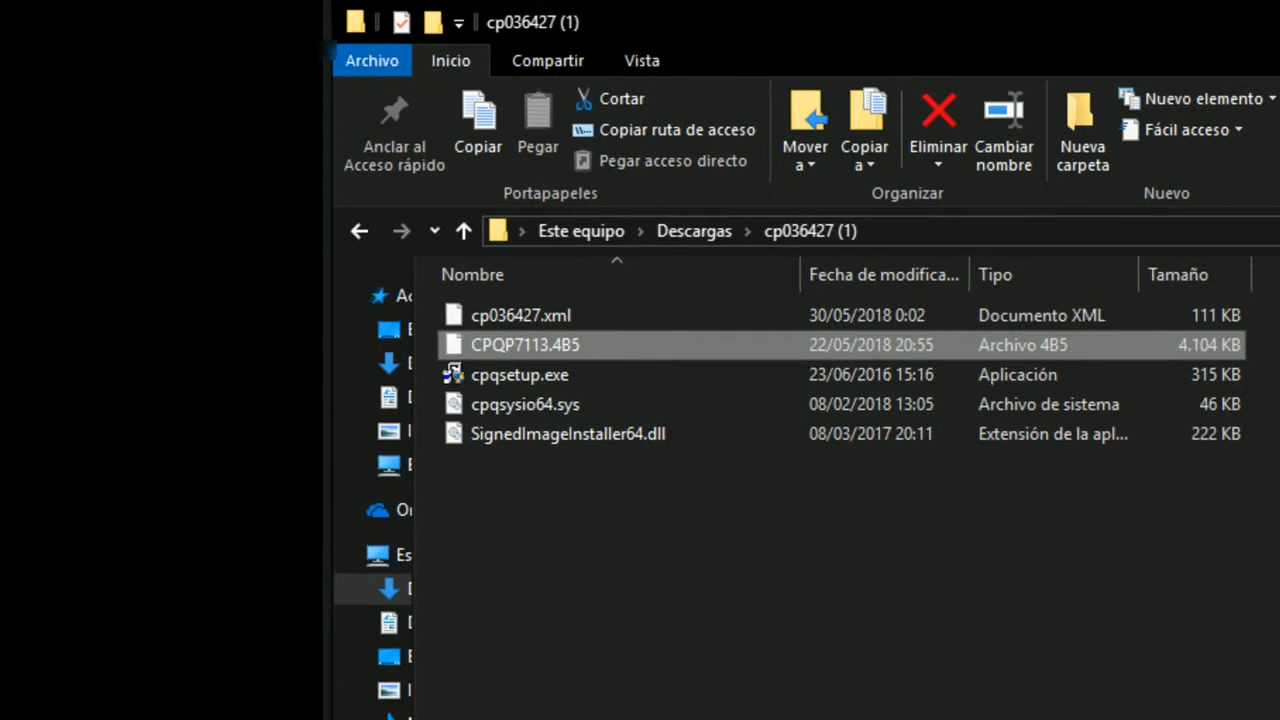 cp036427 (1)
Archivo Inicio Compartir Vista
Anclar al Acceso rápido
Copiar
Pegar
Cortar
Copiar ruta de acceso
Pegar acceso directo
Mover a
Copiar a
Eliminar
Cambiar nombre
Nueva carpeta
Nuevo elemento
Fácil acceso
Portapapeles Organizar Nuevo
Este equipo Descargas cp036427 (1)
Nombre Fecha de modifica... Tipo Tamaño
cp036427.xml 30/05/2018 0:02 Documento XML 111 KB
CPQP7113.4B5 22/05/2018 20:55 Archivo 4B5 4.104 KB
cpqsetup.exe 23/06/2016 15:16 Aplicación 315 KB
cpqsysio64.sys 08/02/2018 13:05 Archivo de sistema 46 KB
SignedImageInstaller64.dll 08/03/2017 20:11 Extensión de la apl... 222 KB